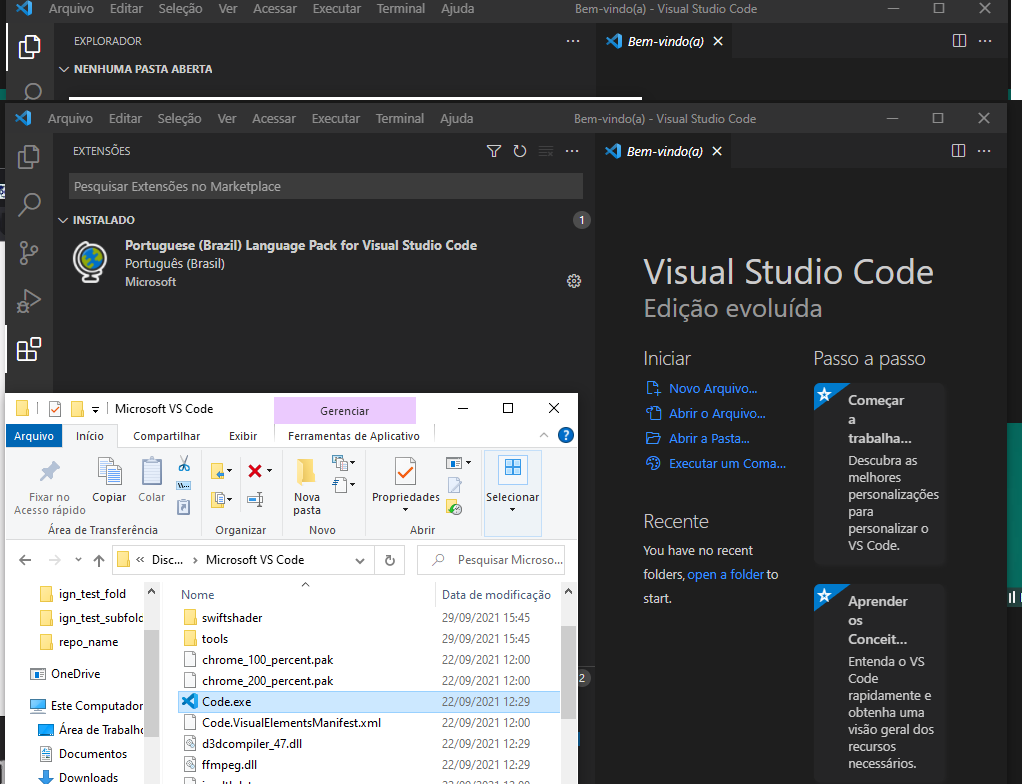 Arquivo Editar Seleção Ver Acessar Executar Terminal Ajuda Bem-vindo(a) - Visual Studio Code
EXPLORADOR
Bem-vindo(a)
NENHUMA PASTA ABERTA
Arquivo Editar Seleção Ver Acessar Executar Terminal Ajuda Bem-vindo(a) - Visual Studio Code
EXTENSÕES
Bem-vindo(a)
Pesquisar Extensões no Marketplace
INSTALADO 1
Portuguese (Brazil) Language Pack for Visual Studio Code
Português (Brasil)
Microsoft
Visual Studio Code
Edição evoluída
Iniciar
Novo Arquivo...
Abrir o Arquivo...
Abrir a Pasta...
Executar um Coma...
Recente
You have no recent
folders, open a folder to
start.
Passo a passo
Começar
a
trabalha...
Descubra as
melhores
personalizações
para
personalizar o
VS Code.
Aprender
os
Conceit...
Entenda o VS
Code
rapidamente e
obtenha uma
visão geral dos
recursos
necessários.
2
Microsoft VS Code
Gerenciar
Arquivo Início Compartilhar Exibir Ferramentas de Aplicativo
Fixar no
Acesso rápido
Copiar
Colar
Área de Transferência
Organizar
Nova
pasta
Novo
Propriedades
Abrir
Selecionar
« Disc... › Microsoft VS Code
Pesquisar Microso...
ign_test_fold
ign_test_subfold
repo_name
OneDrive
Este Computador
Área de Trabalho
Documentos
Downloads
Nome Data de modificação
swiftshader 29/09/2021 15:45
tools 29/09/2021 15:45
chrome_100_percent.pak 22/09/2021 12:00
chrome_200_percent.pak 22/09/2021 12:00
Code.exe 22/09/2021 12:29
Code.VisualElementsManifest.xml 22/09/2021 12:00
d3dcompiler_47.dll 22/09/2021 12:29
ffmpeg.dll 22/09/2021 12:29